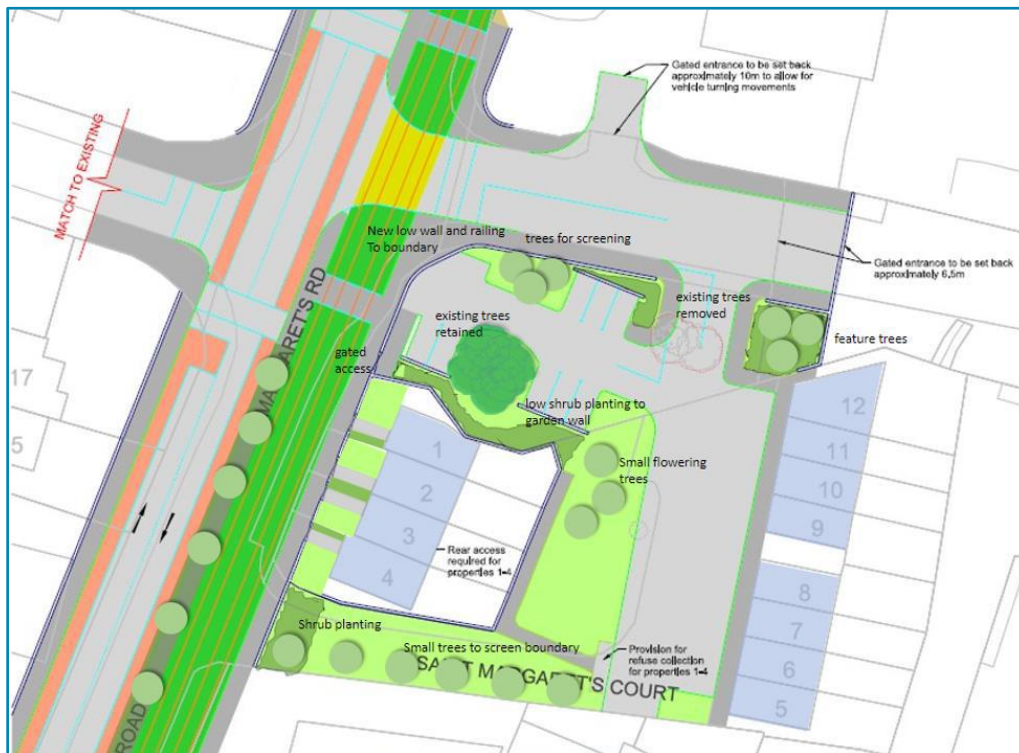 Gated entrance to be set back
approximately 10m to allow for
vehicle turning movements
MATCH TO EXISTING
New low wall and railing
To boundary
trees for screening
Gated entrance to be set back
approximately 6.5m
existing trees
removed
existing trees
retained
feature trees
gated
access
MARGARET'S RD
low shrub planting to
garden wall
17
5
12
11
10
9
1
2
3
4
Small flowering
trees
Rear access
required for
properties 1-4
8
7
6
5
Shrub planting
Small trees to screen boundary
Provision for
refuse collection
for properties 1-4
SAINT MARGARET'S COURT
ROAD